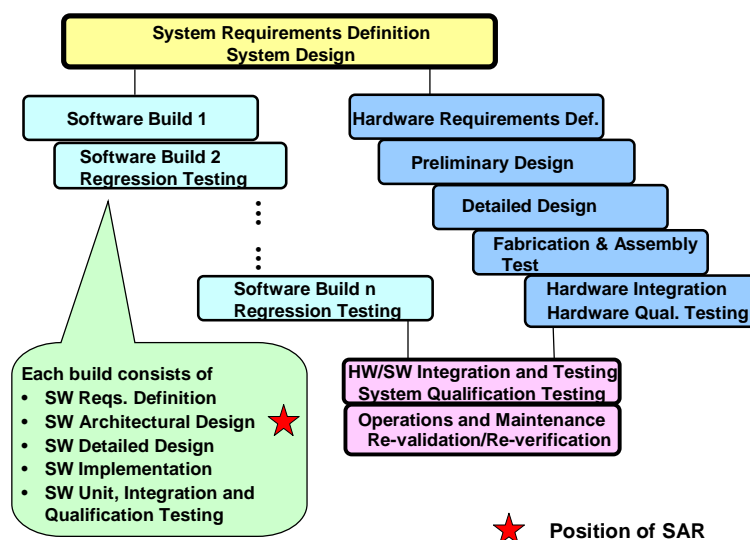 System Requirements Definition
System Design
Software Build 1
Hardware Requirements Def.
Software Build 2
Regression Testing
Preliminary Design
Detailed Design
Fabrication & Assembly
Test
Software Build n
Regression Testing
Hardware Integration
Hardware Qual. Testing
Each build consists of
• SW Reqs. Definition
• SW Architectural Design
• SW Detailed Design
• SW Implementation
• SW Unit, Integration and
Qualification Testing
HW/SW Integration and Testing
System Qualification Testing
Operations and Maintenance
Re-validation/Re-verification
Position of SAR